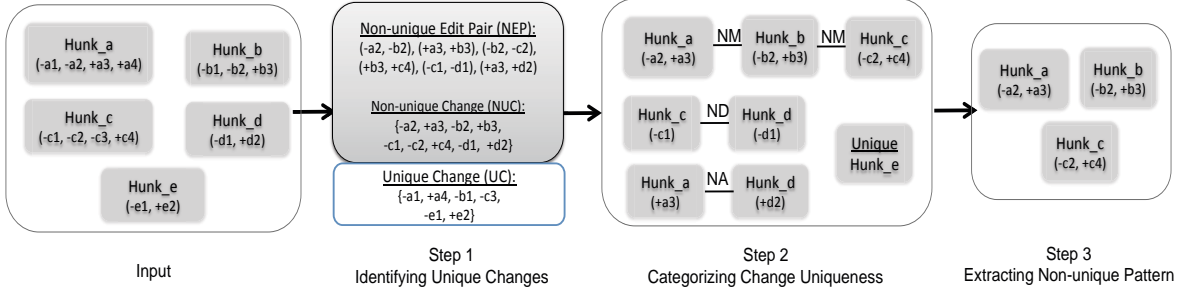 Hunk_a
(-a1, -a2, +a3, +a4)
Hunk_b
(-b1, -b2, +b3)
Hunk_c
(-c1, -c2, -c3, +c4)
Hunk_d
(-d1, +d2)
Hunk_e
(-e1, +e2)
Input
Non-unique Edit Pair (NEP):
(-a2, -b2), (+a3, +b3), (-b2, -c2),
(+b3, +c4), (-c1, -d1), (+a3, +d2)
Non-unique Change (NUC):
{-a2, +a3, -b2, +b3,
-c1, -c2, +c4, -d1, +d2}
Unique Change (UC):
{-a1, +a4, -b1, -c3,
-e1, +e2}
Step 1
Identifying Unique Changes
Hunk_a
(-a2, +a3)
NM
Hunk_b
(-b2, +b3)
NM
Hunk_c
(-c2, +c4)
Hunk_c
(-c1)
ND
Hunk_d
(-d1)
Unique
Hunk_e
Hunk_a
(+a3)
NA
Hunk_d
(+d2)
Step 2
Categorizing Change Uniqueness
Hunk_a
(-a2, +a3)
Hunk_b
(-b2, +b3)
Hunk_c
(-c2, +c4)
Step 3
Extracting Non-unique Pattern